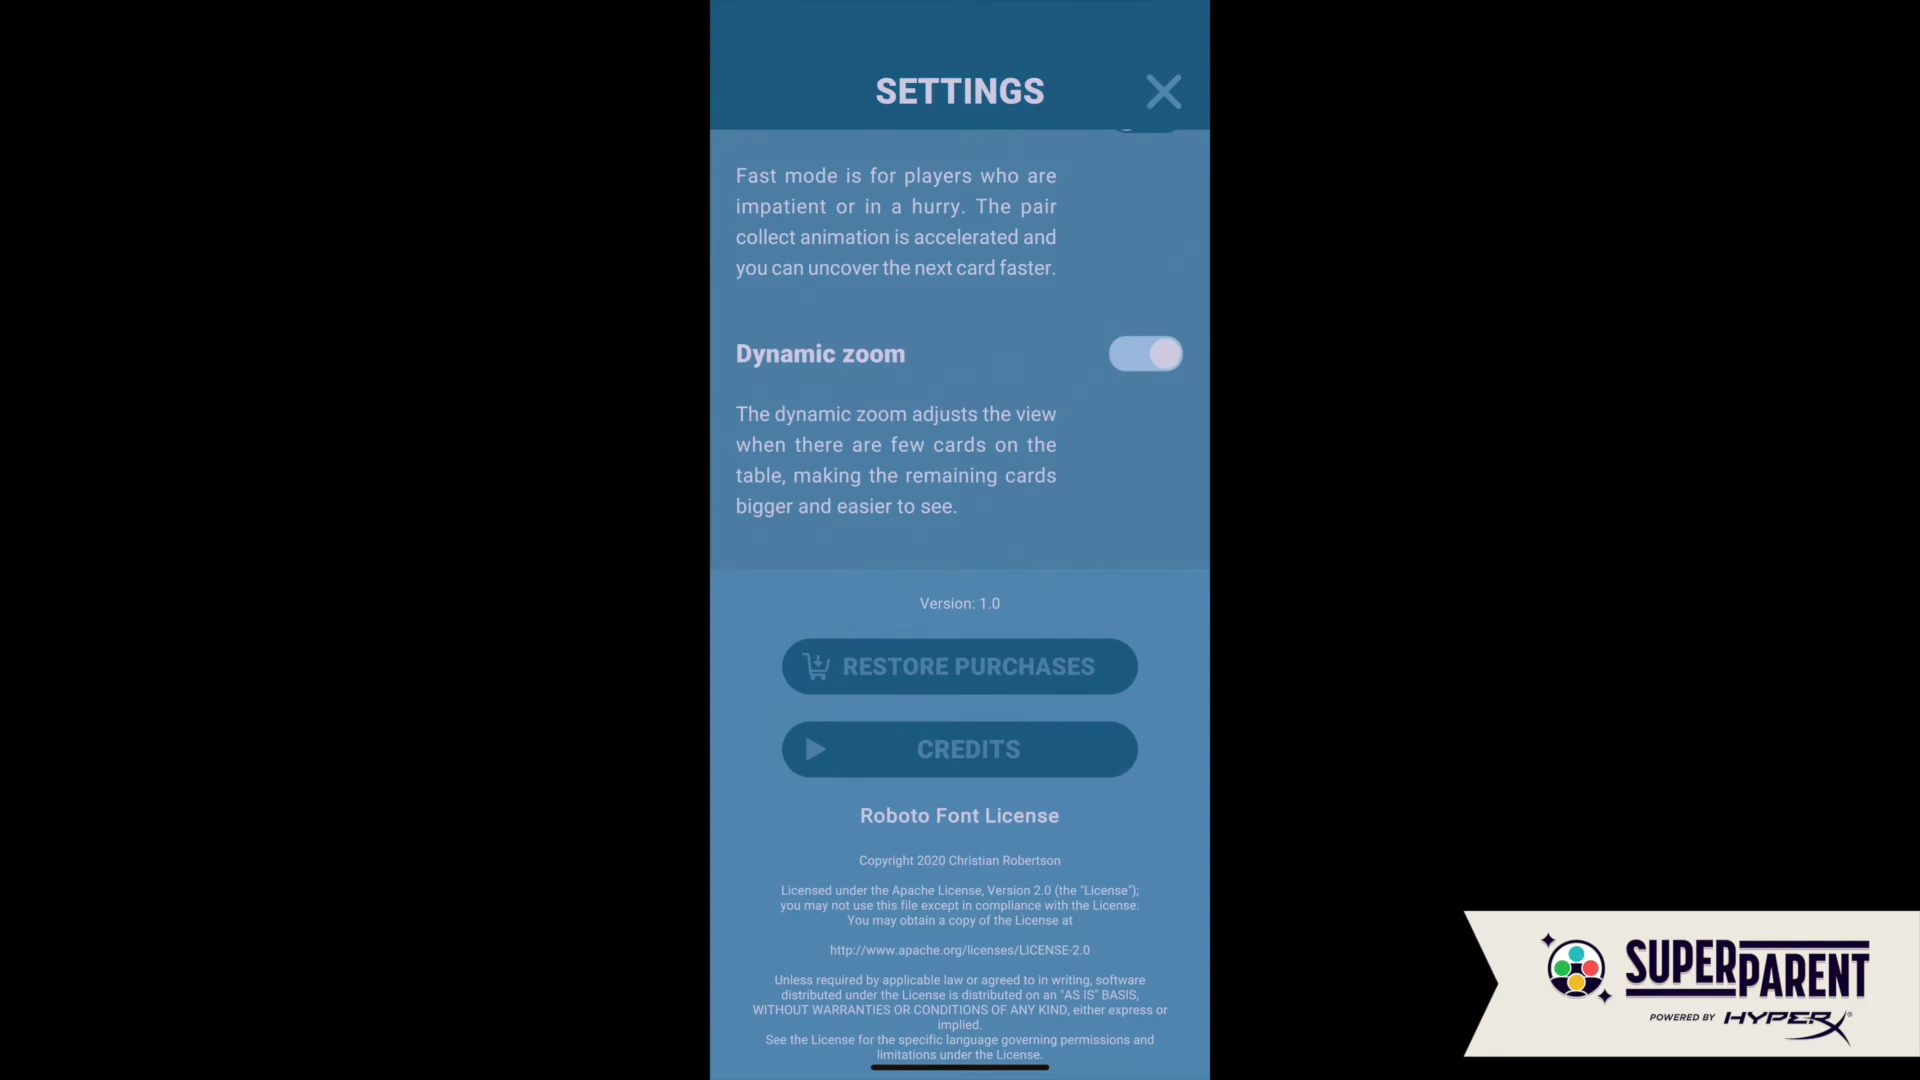 SETTINGS
Fast mode is for players who are
impatient or in a hurry. The pair
collect animation is accelerated and
you can uncover the next card faster.
Dynamic zoom
The dynamic zoom adjusts the view
when there are few cards on the
table, making the remaining cards
bigger and easier to see.
Version: 1.0
RESTORE PURCHASES
CREDITS
Roboto Font License
Copyright 2020 Christian Robertson
Licensed under the Apache License, Version 2.0 (the "License");
you may not use this file except in compliance with the License.
You may obtain a copy of the License at
http://www.apache.org/licenses/LICENSE-2.0
Unless required by applicable law or agreed to in writing, software
distributed under the License is distributed on an "AS IS" BASIS,
WITHOUT WARRANTIES OR CONDITIONS OF ANY KIND, either express or
implied.
See the License for the specific language governing permissions and
limitations under the License.
SUPERPARENT
POWERED BY HYPERX®